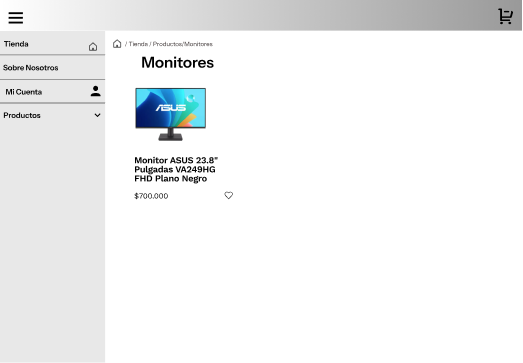 Tienda
Sobre Nosotros
Mi Cuenta
Productos
/ Tienda / Productos/Monitores
Monitores
ASUS
Monitor ASUS 23.8"
Pulgadas VA249HG
FHD Plano Negro
$700.000